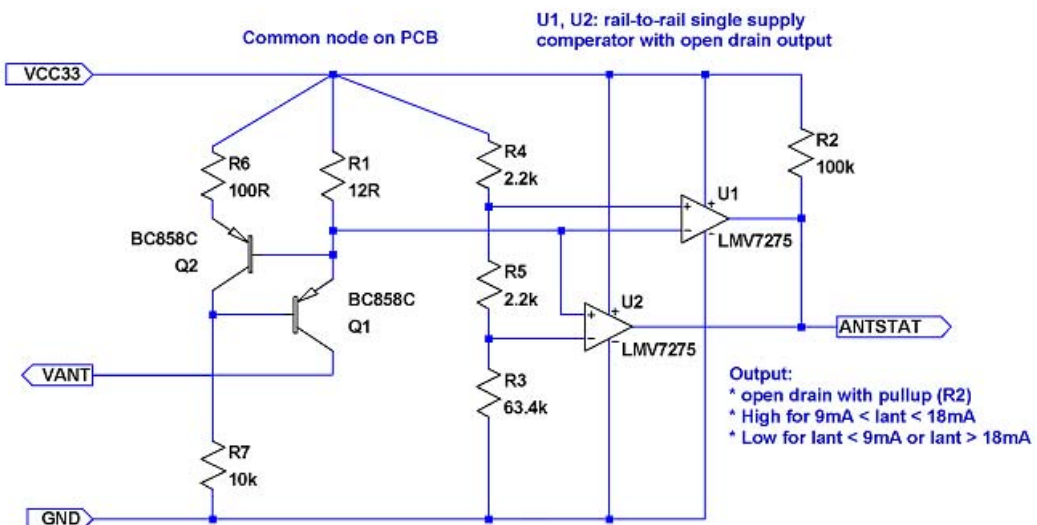 U1, U2: rail-to-rail single supply
comperator with open drain output
Common node on PCB
VCC33
R6
100R
R1
12R
R4
2.2k
R2
100k
+
-
+
-
U1
LMV7275
BC858C
Q2
BC858C
Q1
R5
2.2k
+
-
+
-
U2
LMV7275
ANTSTAT
VANT
R3
63.4k
Output:
* open drain with pullup (R2)
* High for 9mA < Iant < 18mA
* Low for Iant < 9mA or Iant > 18mA
R7
10k
GND